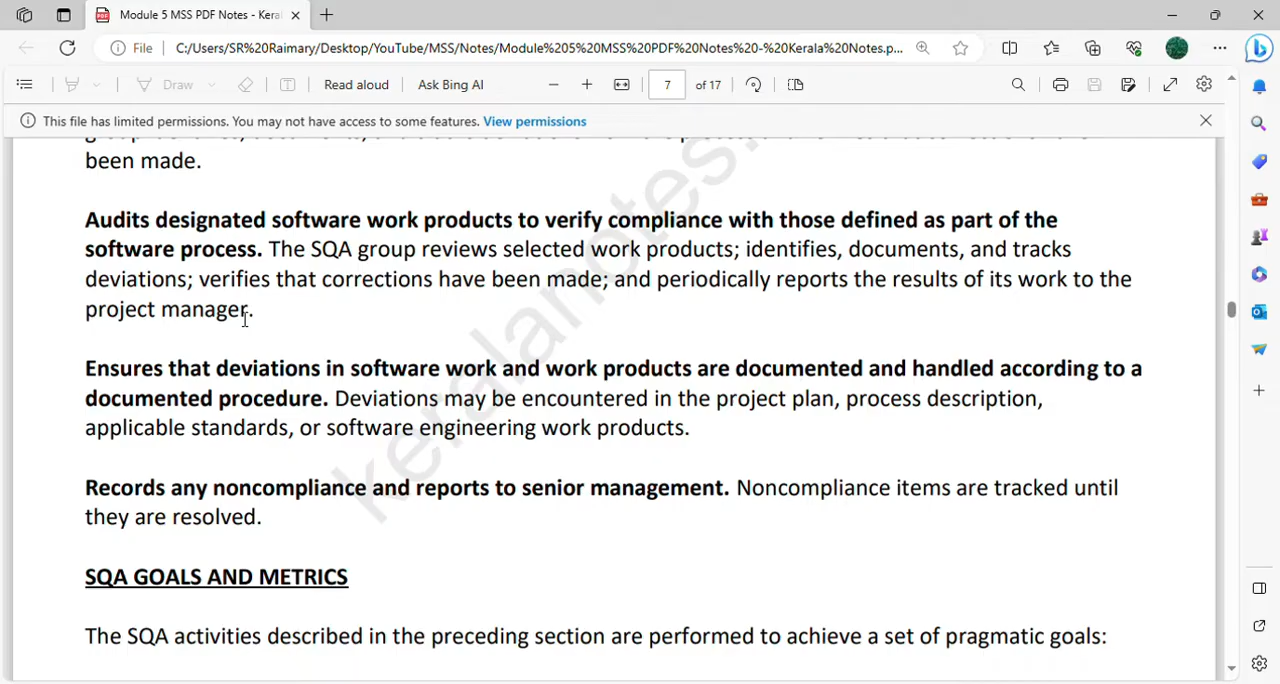 Module 5 MSS PDF Notes - Keral
File
C:/Users/SR%20Raimary/Desktop/YouTube/MSS/Notes/Module%205%20MSS%20PDF%20Notes%20-%20Kerala%20Notes.p...
Draw
Read aloud
Ask Bing AI
7
of 17
This file has limited permissions. You may not have access to some features. View permissions
been made.
Audits designated software work products to verify compliance with those defined as part of the
software process. The SQA group reviews selected work products; identifies, documents, and tracks
deviations; verifies that corrections have been made; and periodically reports the results of its work to the
project manager.
Ensures that deviations in software work and work products are documented and handled according to a
documented procedure. Deviations may be encountered in the project plan, process description,
applicable standards, or software engineering work products.
Records any noncompliance and reports to senior management. Noncompliance items are tracked until
they are resolved.
SQA GOALS AND METRICS
The SQA activities described in the preceding section are performed to achieve a set of pragmatic goals:
keralanotes.